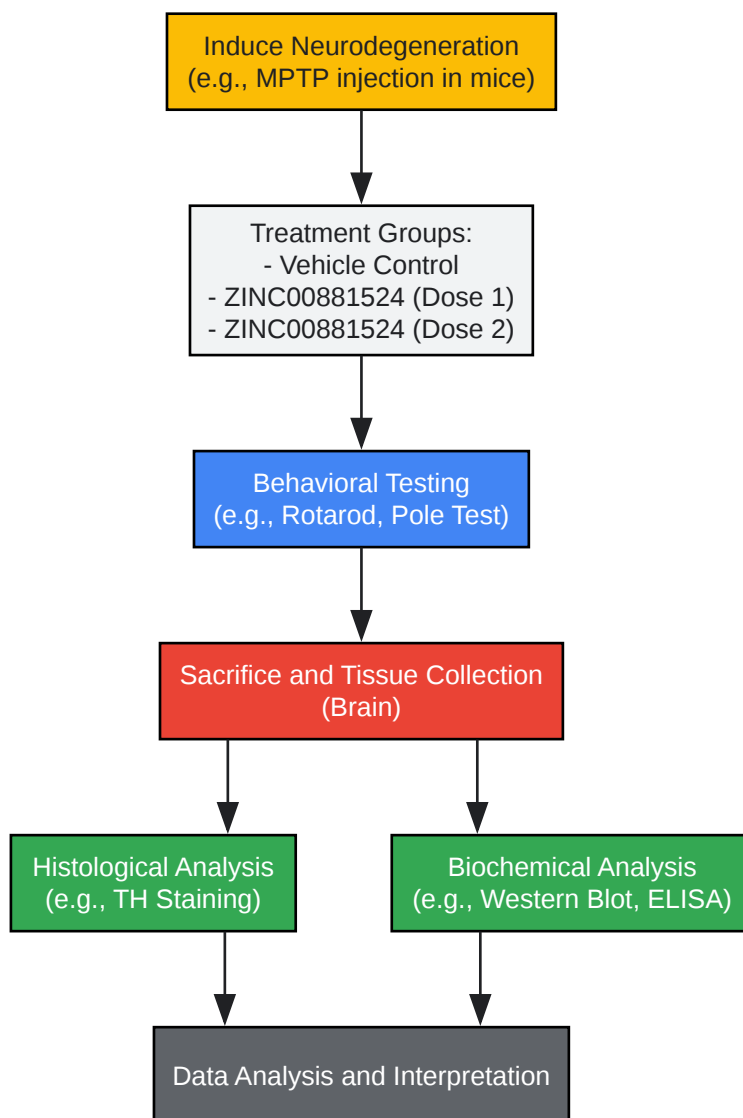 Induce Neurodegeneration
(e.g., MPTP injection in mice)
Treatment Groups:
- Vehicle Control
- ZINC00881524 (Dose 1)
- ZINC00881524 (Dose 2)
Behavioral Testing
(e.g., Rotarod, Pole Test)
Sacrifice and Tissue Collection
(Brain)
Histological Analysis
(e.g., TH Staining)
Biochemical Analysis
(e.g., Western Blot, ELISA)
Data Analysis and Interpretation